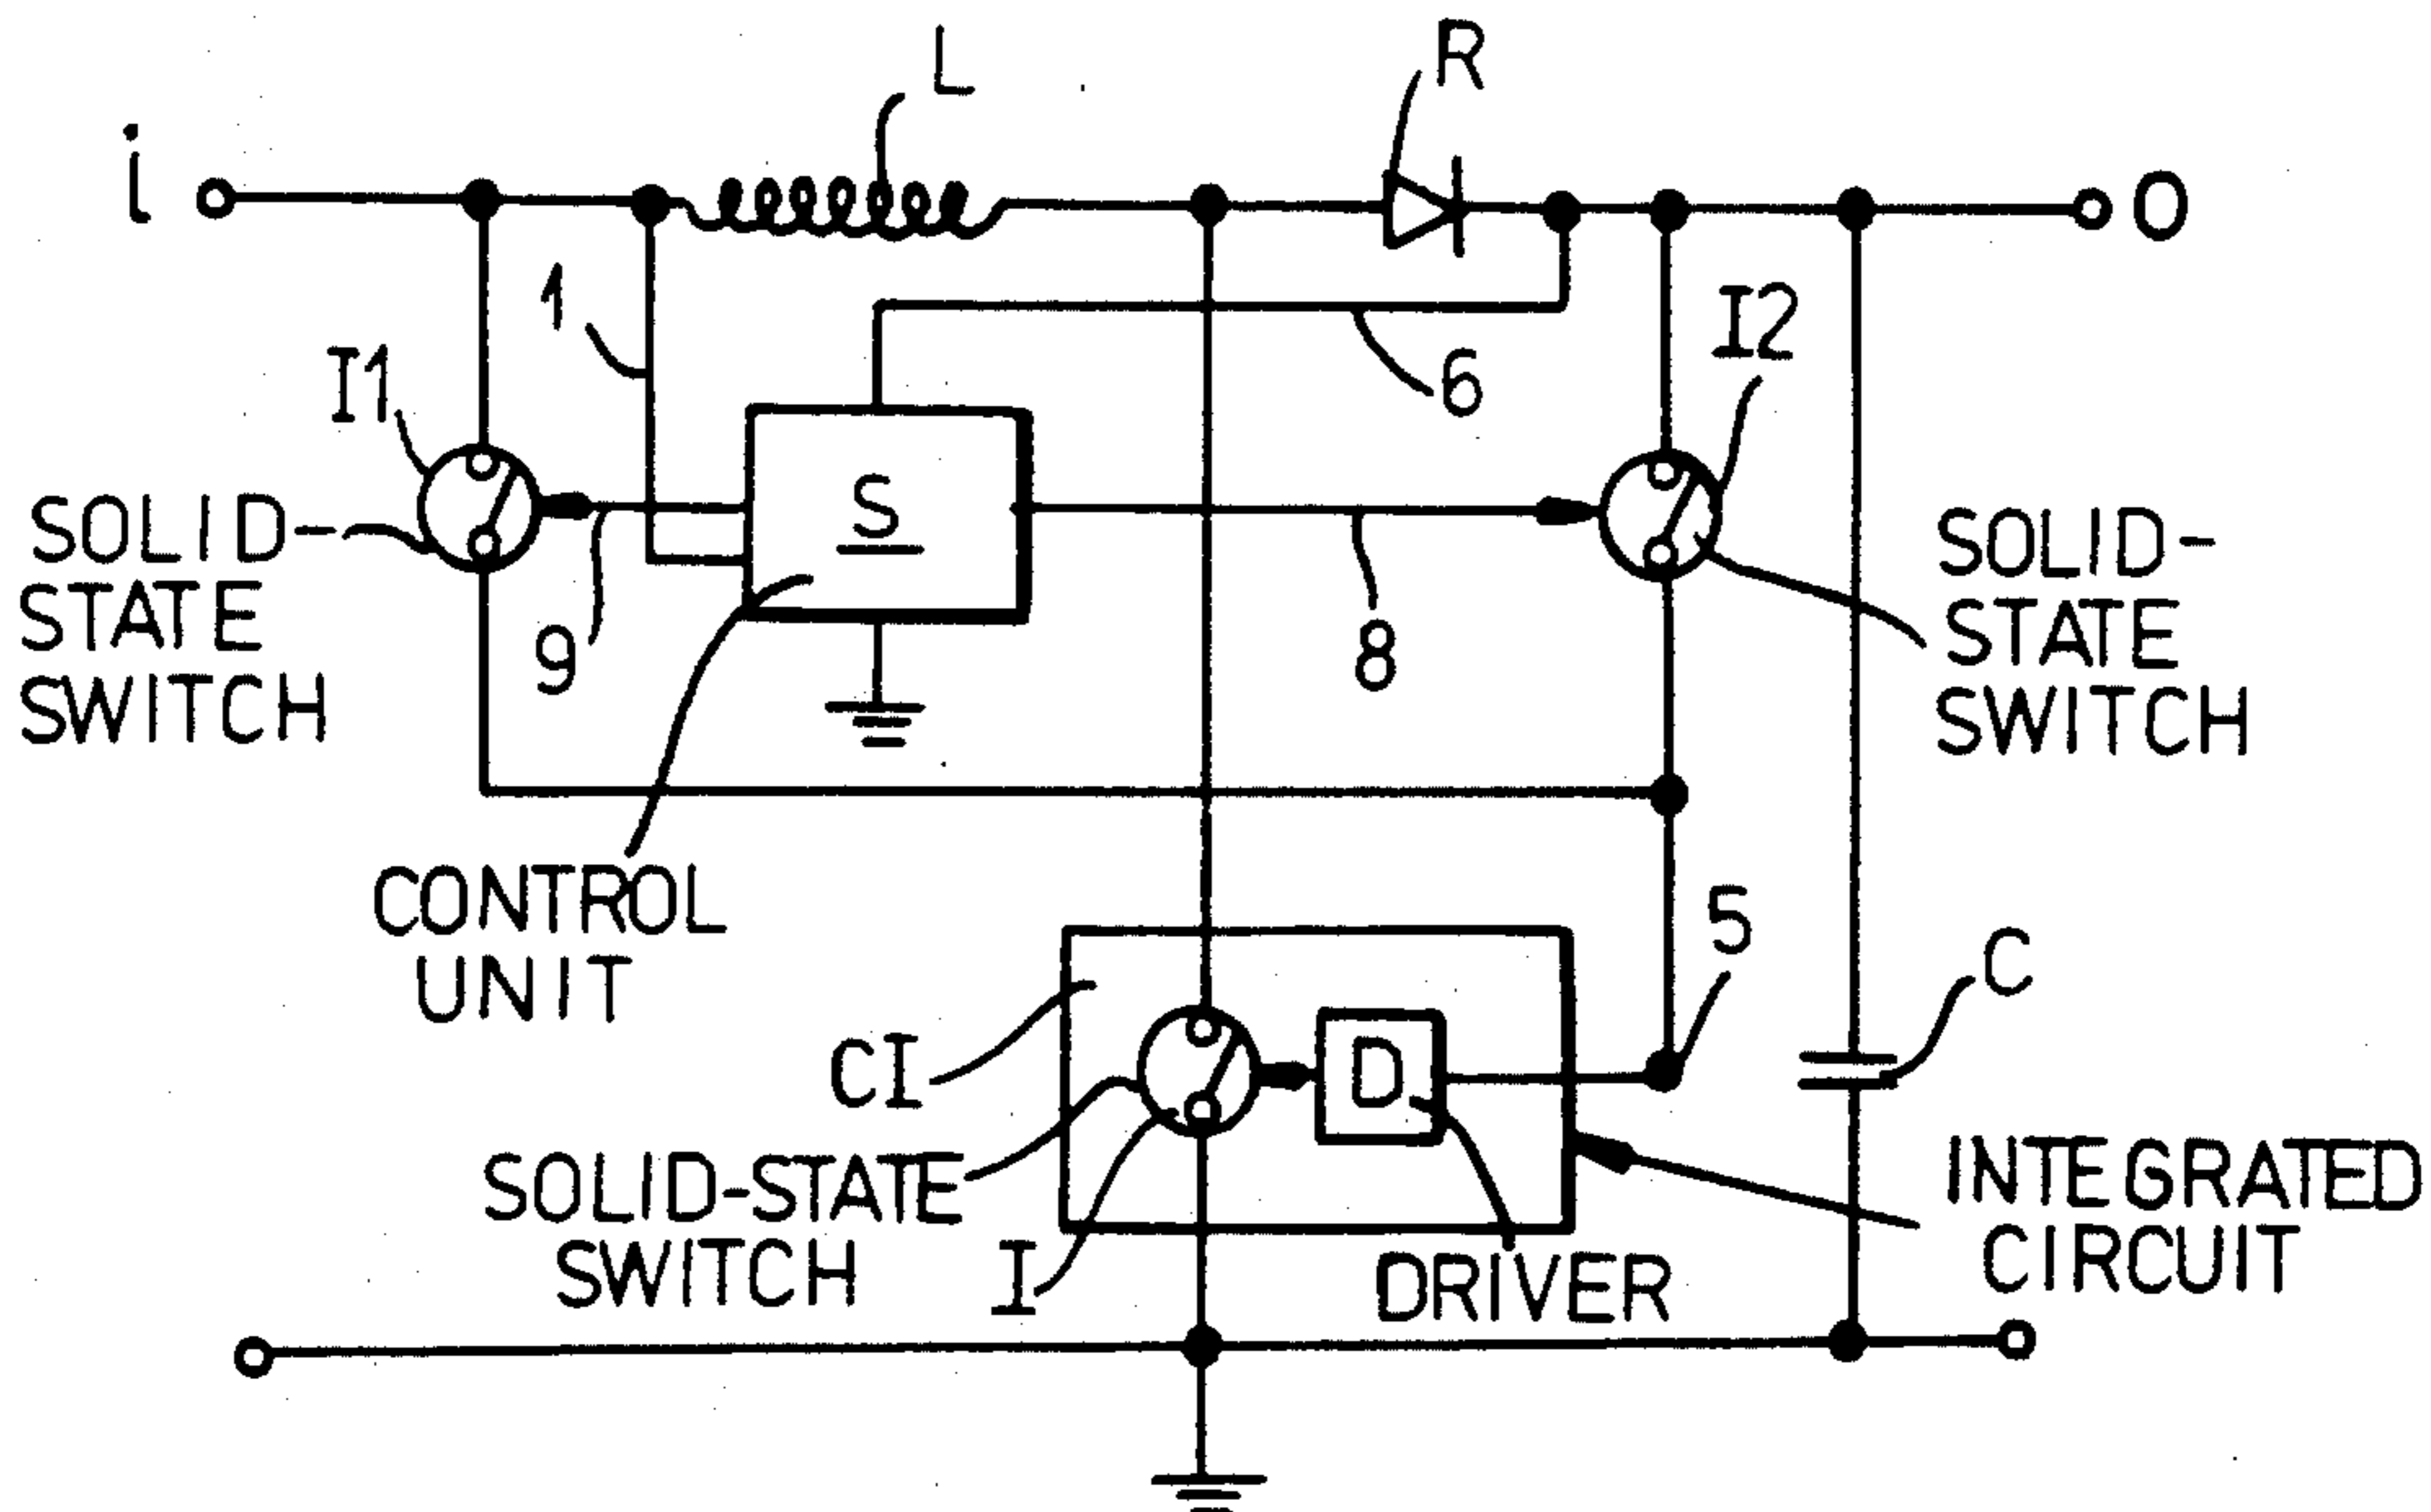 L
R
i
O
1
I1
6
I2
SOLID-
STATE
SWITCH
S
9
8
SOLID-
STATE
SWITCH
CONTROL
UNIT
5
C
CI
D
SOLID-STATE
SWITCH
I
DRIVER
INTEGRATED
CIRCUIT